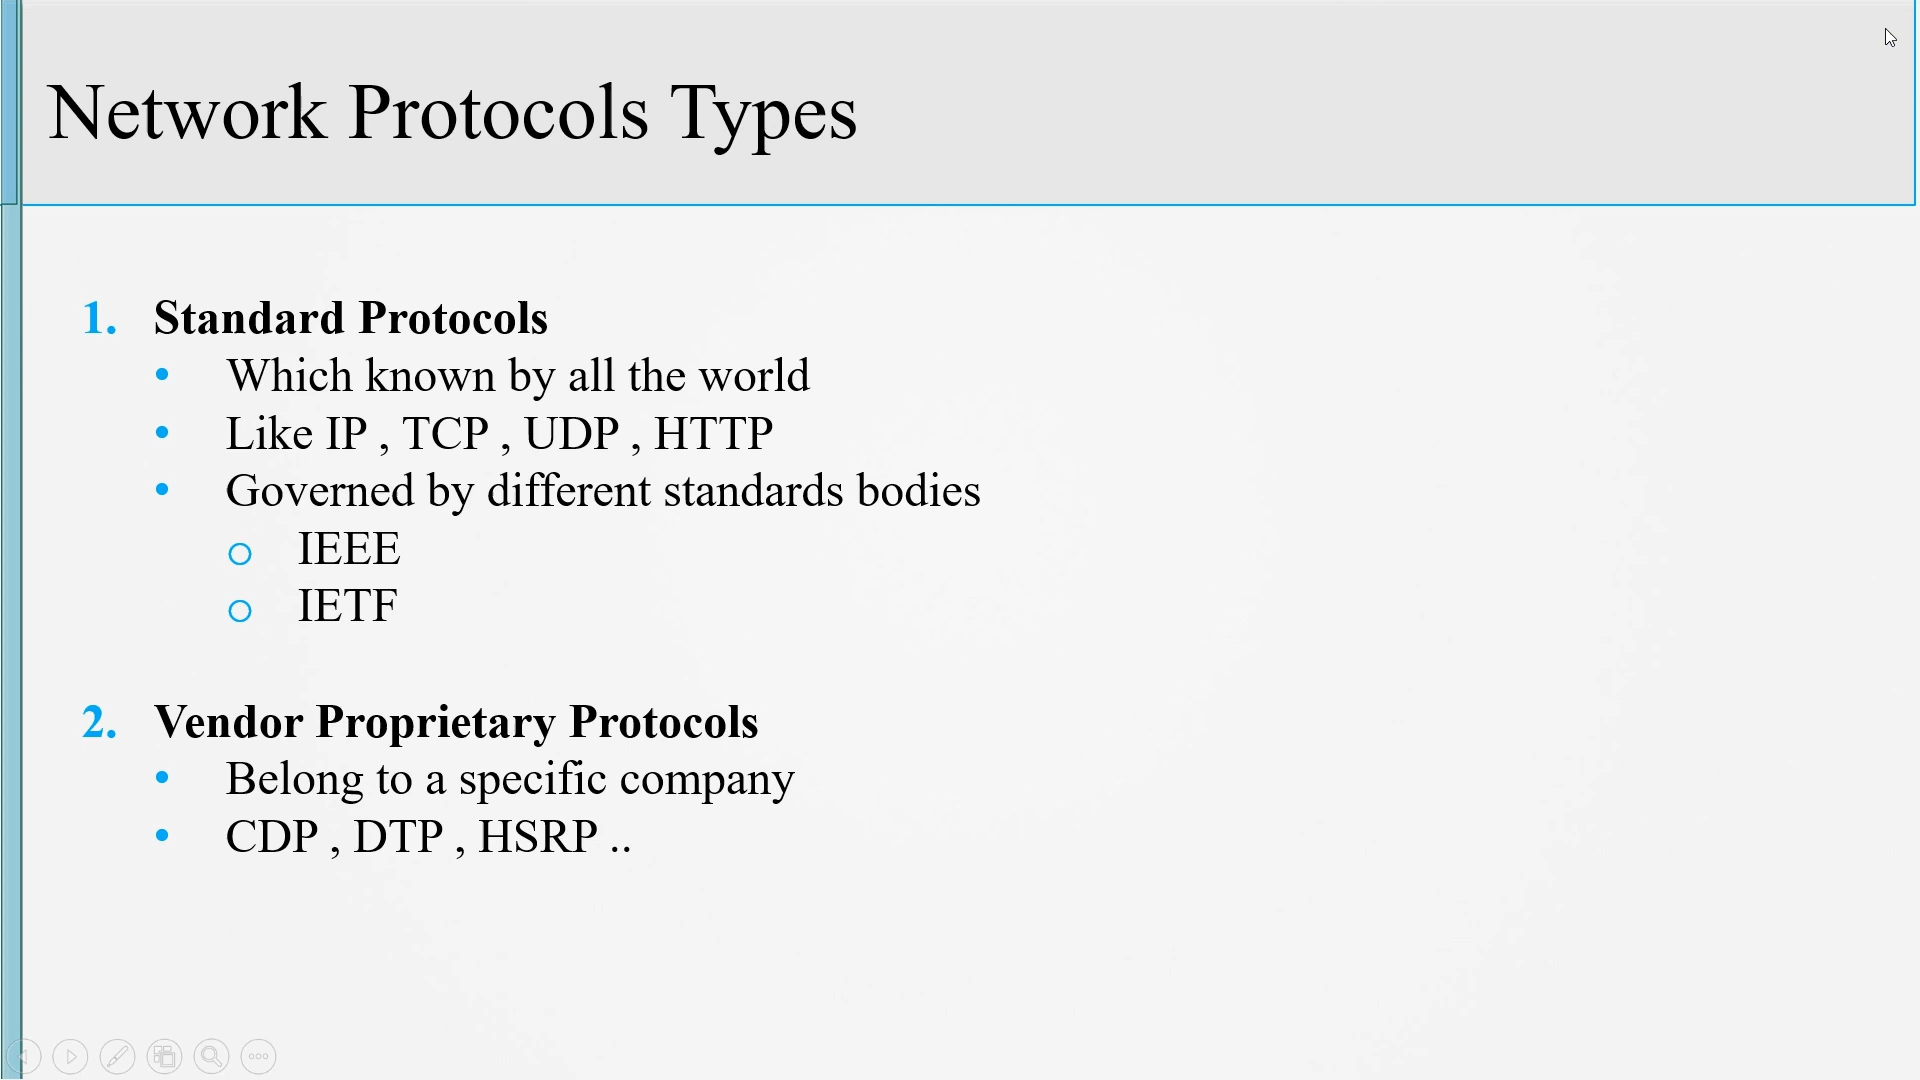 Network Protocols Types
1. Standard Protocols
• Which known by all the world
• Like IP , TCP , UDP , HTTP
• Governed by different standards bodies
o IEEE
o IETF
2. Vendor Proprietary Protocols
• Belong to a specific company
• CDP , DTP , HSRP ..